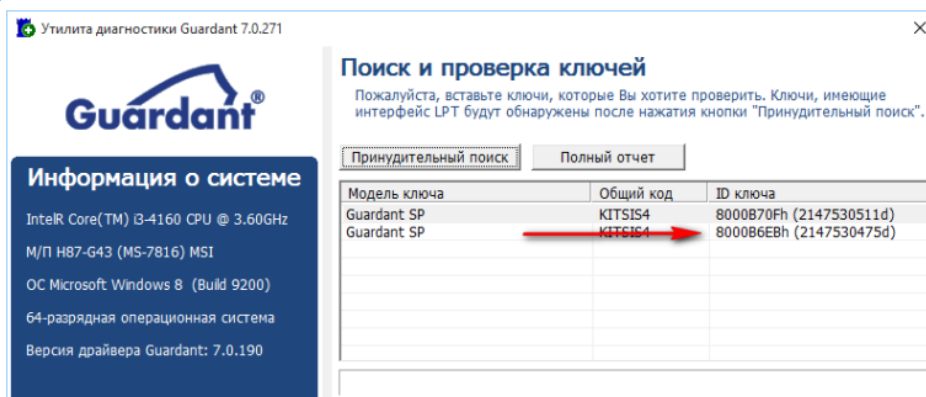 Утилита диагностики Guardant 7.0.271
Guardant®
Поиск и проверка ключей
Пожалуйста, вставьте ключи, которые Вы хотите проверить. Ключи, имеющие
интерфейс LPT будут обнаружены после нажатия кнопки "Принудительный поиск".
Принудительный поиск Полный отчет
Модель ключа Общий код ID ключа
Guardant SP KITSIS4 8000B70Fh (2147530511d)
Guardant SP KITSIS4 8000B6EBh (2147530475d)
Информация о системе
IntelR Core(TM) i3-4160 CPU @ 3.60GHz
М/П H87-G43 (MS-7816) MSI
ОС Microsoft Windows 8 (Build 9200)
64-разрядная операционная система
Версия драйвера Guardant: 7.0.190